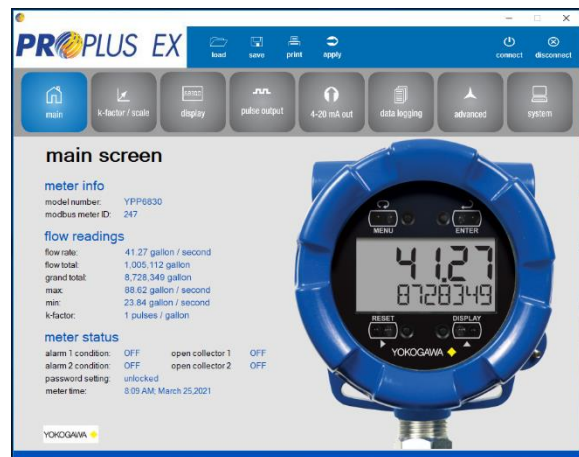 PROPLUS EX
load save print apply connect disconnect
main k-factor / scale display pulse output 4-20 mA out data logging advanced system
main screen
meter info
model number: YPP6830
modbus meter ID: 247
flow readings
flow rate: 41.27 gallon / second
flow total: 1,005,112 gallon
grand total: 8,728,349 gallon
max: 88.62 gallon / second
min: 23.84 gallon / second
k-factor: 1 pulses / gallon
meter status
alarm 1 condition: OFF open collector 1 OFF
alarm 2 condition: OFF open collector 2 OFF
password setting: unlocked
meter time: 8:09 AM; March 25,2021
YOKOGAWA
MENU ENTER
41.27
8728349
RESET DISPLAY
YOKOGAWA